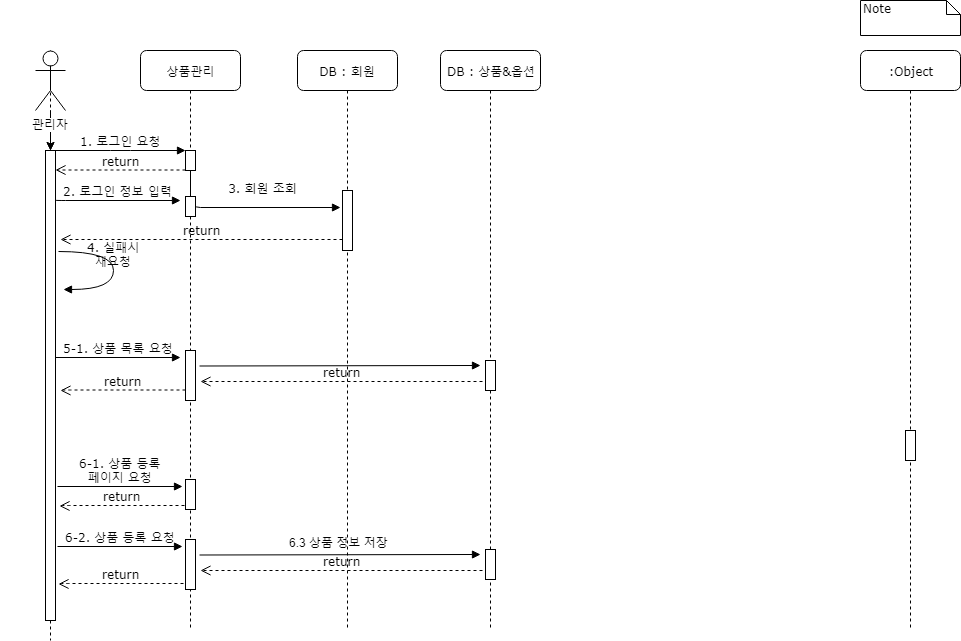 Note
상품관리
DB : 회원
DB : 상품&옵션
:Object
관리자
1. 로그인 요청
return
2. 로그인 정보 입력
3. 회원 조회
return
4. 실패시
재요청
5-1. 상품 목록 요청
return
return
6-1. 상품 등록
페이지 요청
return
6-2. 상품 등록 요청
6.3 상품 정보 저장
return
return